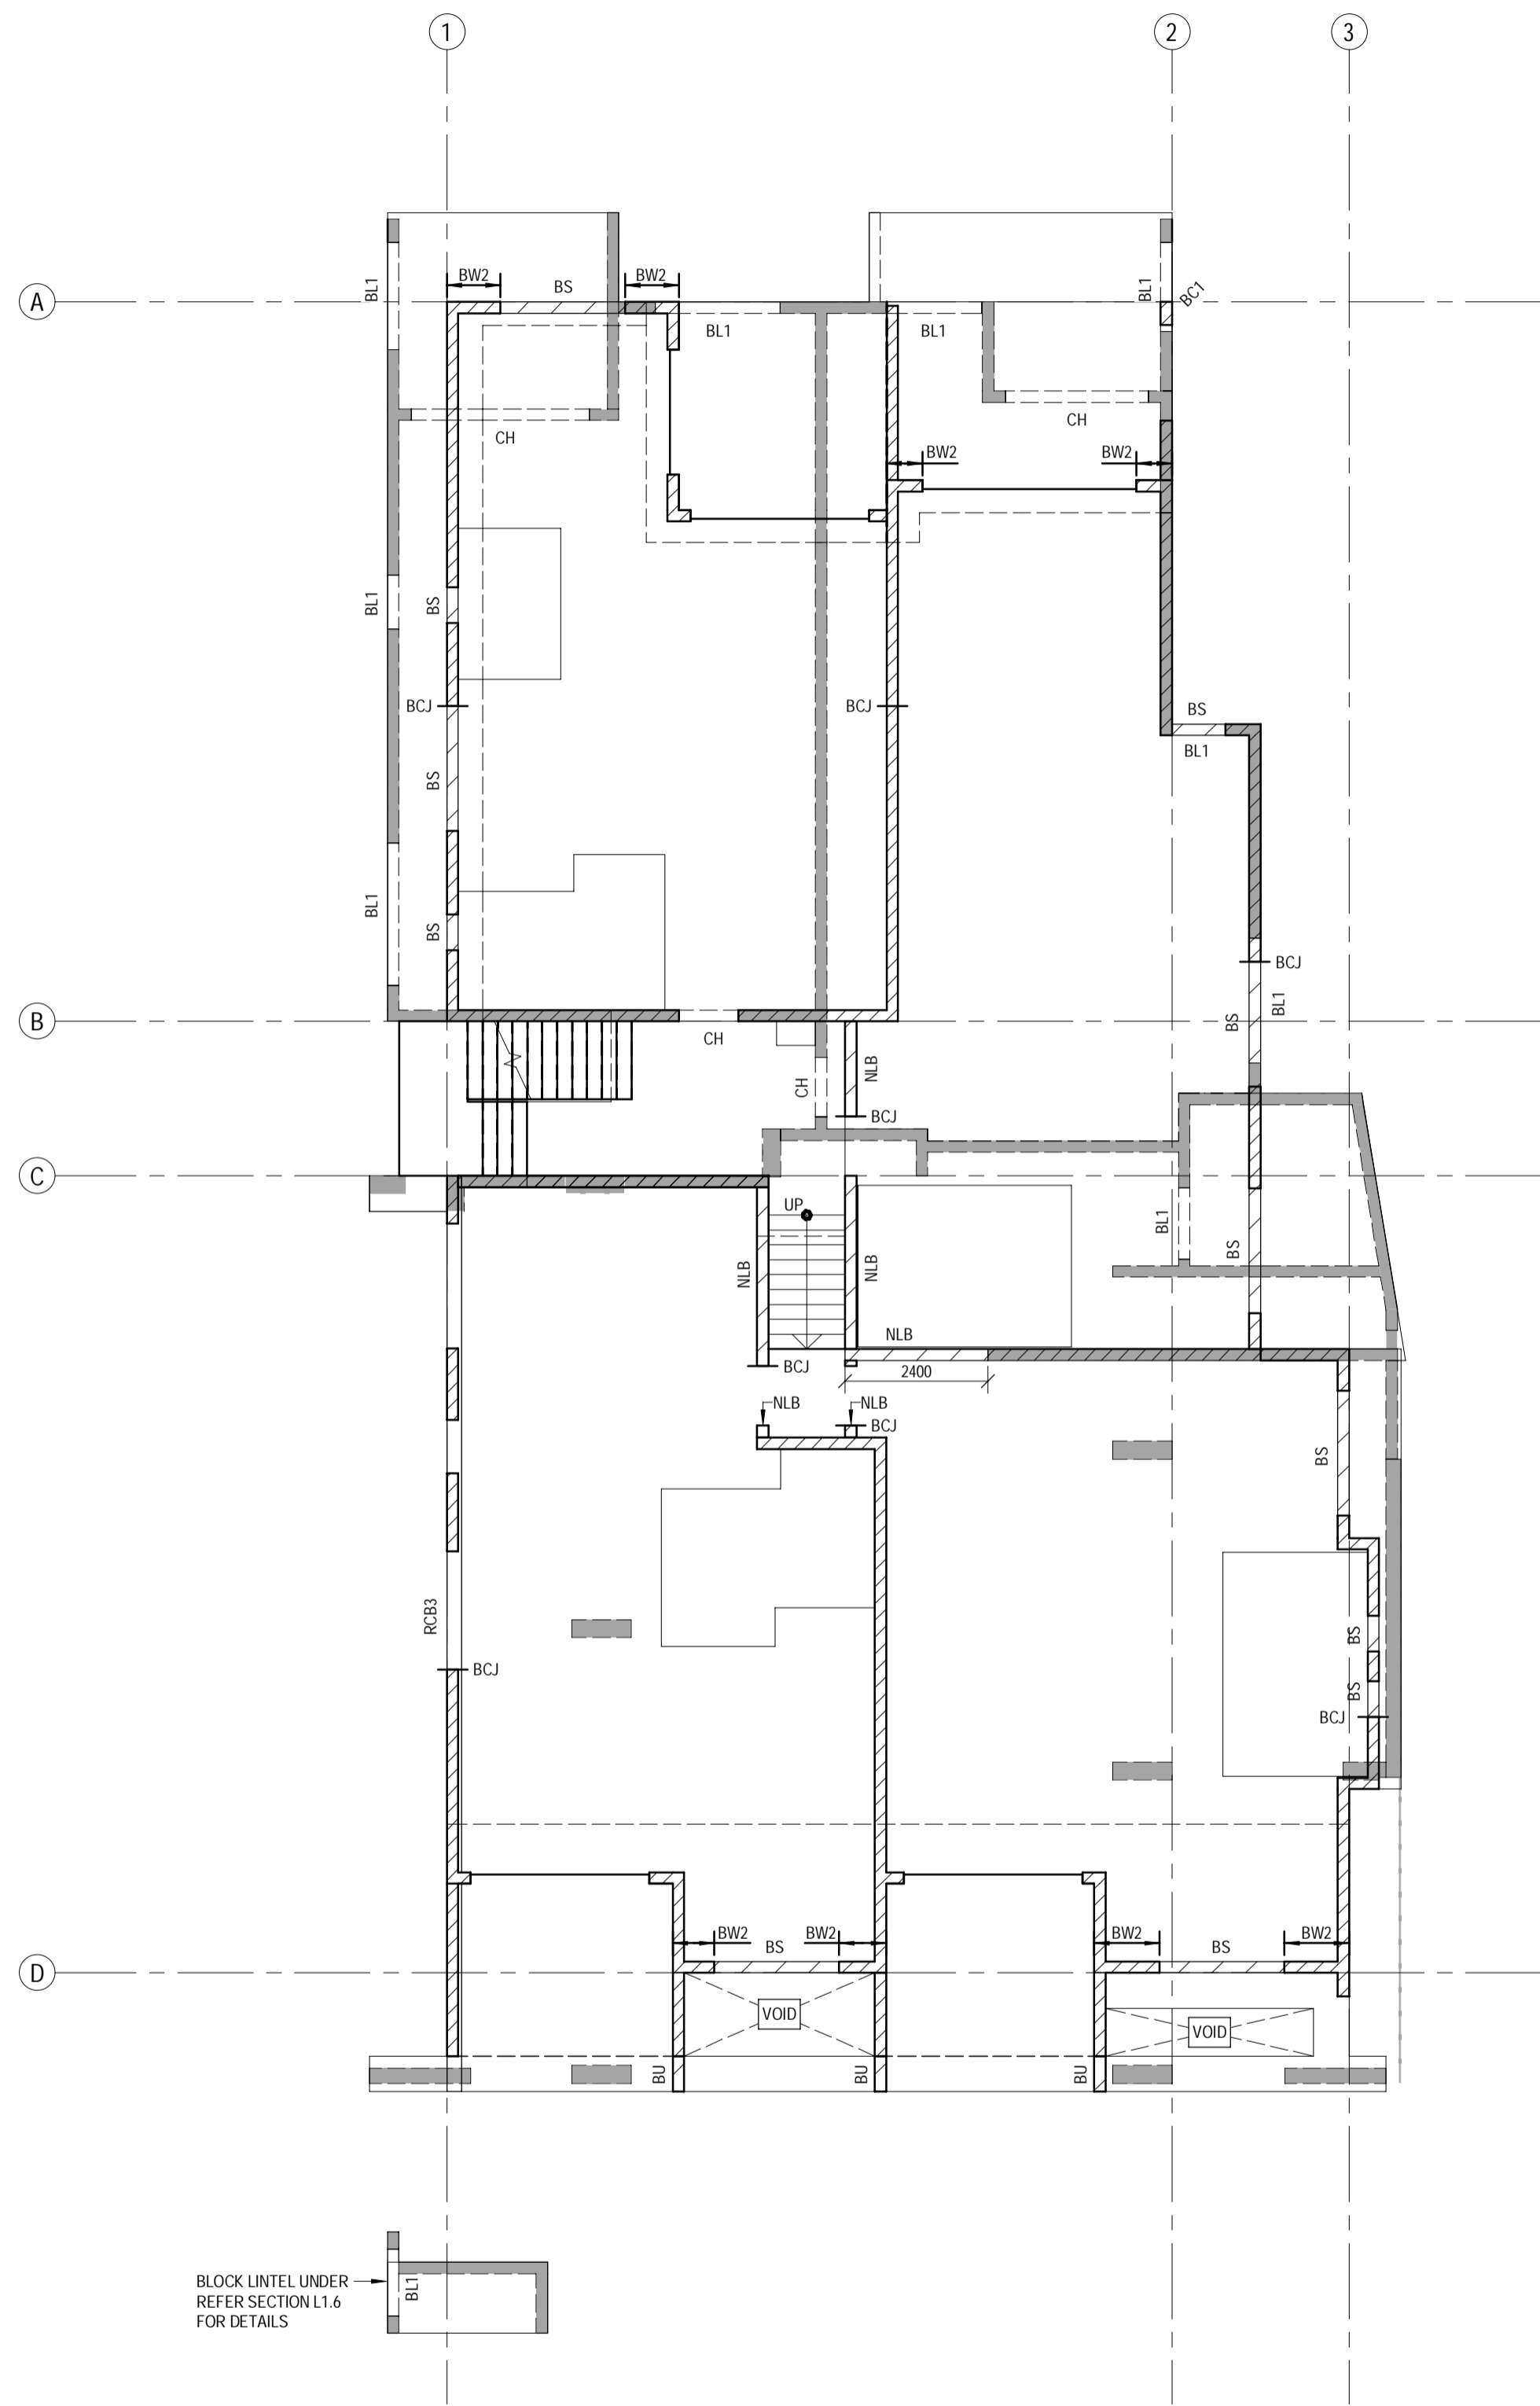 1
2
3
BW2
BS
BW2
BL1
BL1
BC1
A
BL1
BL1
CH
CH
BW2
BW2
BL1
BS
BCJ
BCJ
BS
BL1
BS
BL1
BS
BCJ
BL1
BS
B
CH
NLB
CH
BCJ
C
UP
BL1
BS
NLB
NLB
NLB
BCJ
2400
NLB
NLB
BCJ
BS
RCB3
BS
BCJ
BS
BCJ
BW2
BW2
BS
BW2
BW2
BS
D
VOID
VOID
BU
BU
BU
BLOCK LINTEL UNDER
REFER SECTION L1.6
FOR DETAILS
BL1